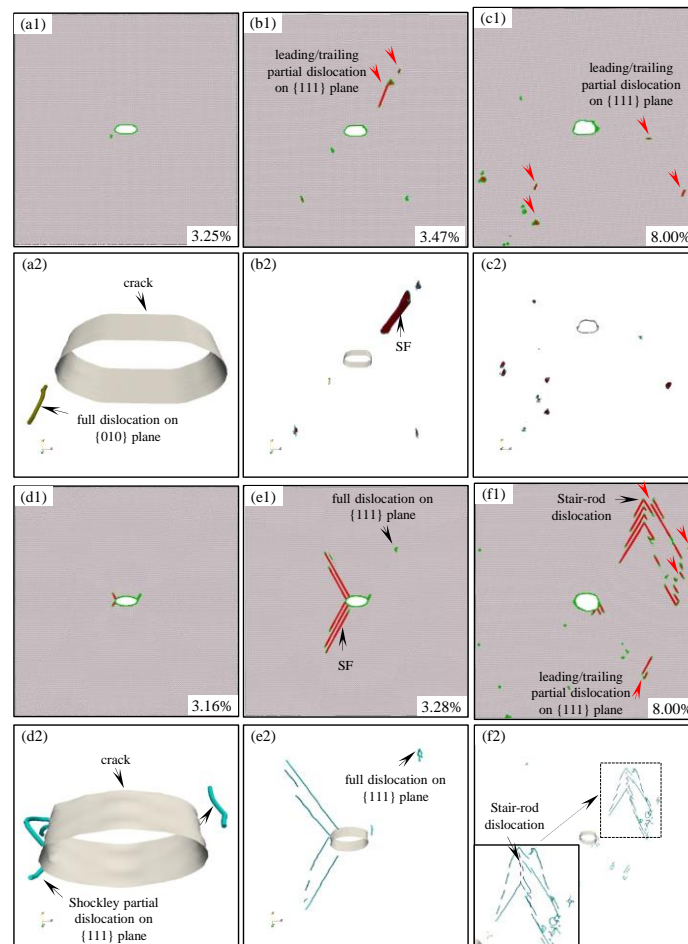 (a1)
3.25%
(b1)
leading/trailing
partial dislocation
on {111} plane
3.47%
(c1)
leading/trailing
partial dislocation
on {111} plane
8.00%
(a2)
crack
full dislocation on
{010} plane
(b2)
SF
(c2)
(d1)
3.16%
(e1)
full dislocation on
{111} plane
SF
3.28%
(f1)
Stair-rod
dislocation
leading/trailing
partial dislocation
on {111} plane
8.00%
(d2)
crack
Shockley partial
dislocation on
{111} plane
(e2)
full dislocation on
{111} plane
(f2)
Stair-rod
dislocation